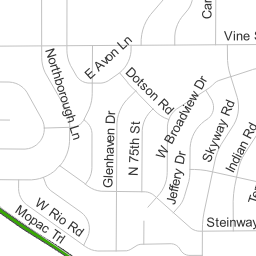 Vine S
E Avon Ln
Northborough Ln
Dotson Rd
W Broadview Dr
Skyway Rd
Indian Rd
Glenhaven Dr
N 75th St
Jeffery Dr
W Rio Rd
Mopac Trl
Steinway